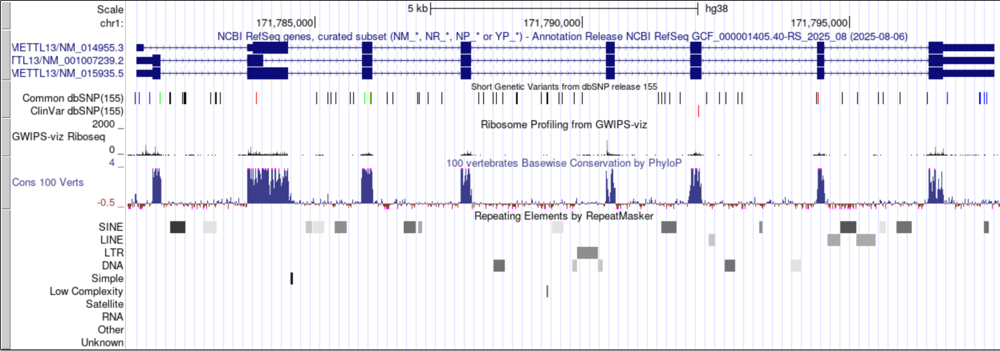 Scale 5 kb hg38
chr1: 171,785,000 171,790,000 171,795,000
NCBI RefSeq genes, curated subset (NM_*, NR_*, NP_* or YP_*) - Annotation Release NCBI RefSeq GCF_000001405.40-RS_2025_08 (2025-08-06)
METTL13/NM_014955.3
TTL13/NM_001007239.2
METTL13/NM_015935.5
Short Genetic Variants from dbSNP release 155
Common dbSNP(155)
ClinVar dbSNP(155)
Ribosome Profiling from GWIPS-viz
2000
GWIPS-viz Riboseq
0
100 vertebrates Basewise Conservation by PhyloP
4
Cons 100 Verts
-0.5
Repeating Elements by RepeatMasker
SINE
LINE
LTR
DNA
Simple
Low Complexity
Satellite
RNA
Other
Unknown